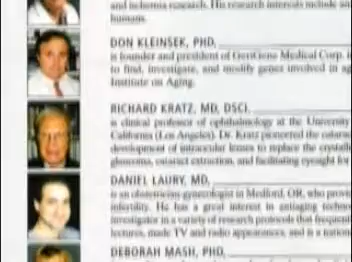 and ischemia research. His research interests include an
humans.
DON KLEINSEK, PHD,
is founder and president of GeriGene Medical Corp. i
to find, investigate, and modify genes involved in ag
Institute on Aging.
RICHARD KRATZ, MD, DSCI,
is clinical professor of ophthalmology at the University
California (Los Angeles). Dr. Kratz pioneered the catarac
development of intraocular lenses to replace the crystalli
glaucoma, cataract extraction, and facilitating eyesight for
DANIEL LAURY, MD,
is an obstetrician gynecologist in Medford, OR, who provi
infertility. He has a great interest in antiaging techno
investigator in a variety of research protocols that frequent
lectures, made TV and radio appearances, and is a nation
DEBORAH MASH, PHD,